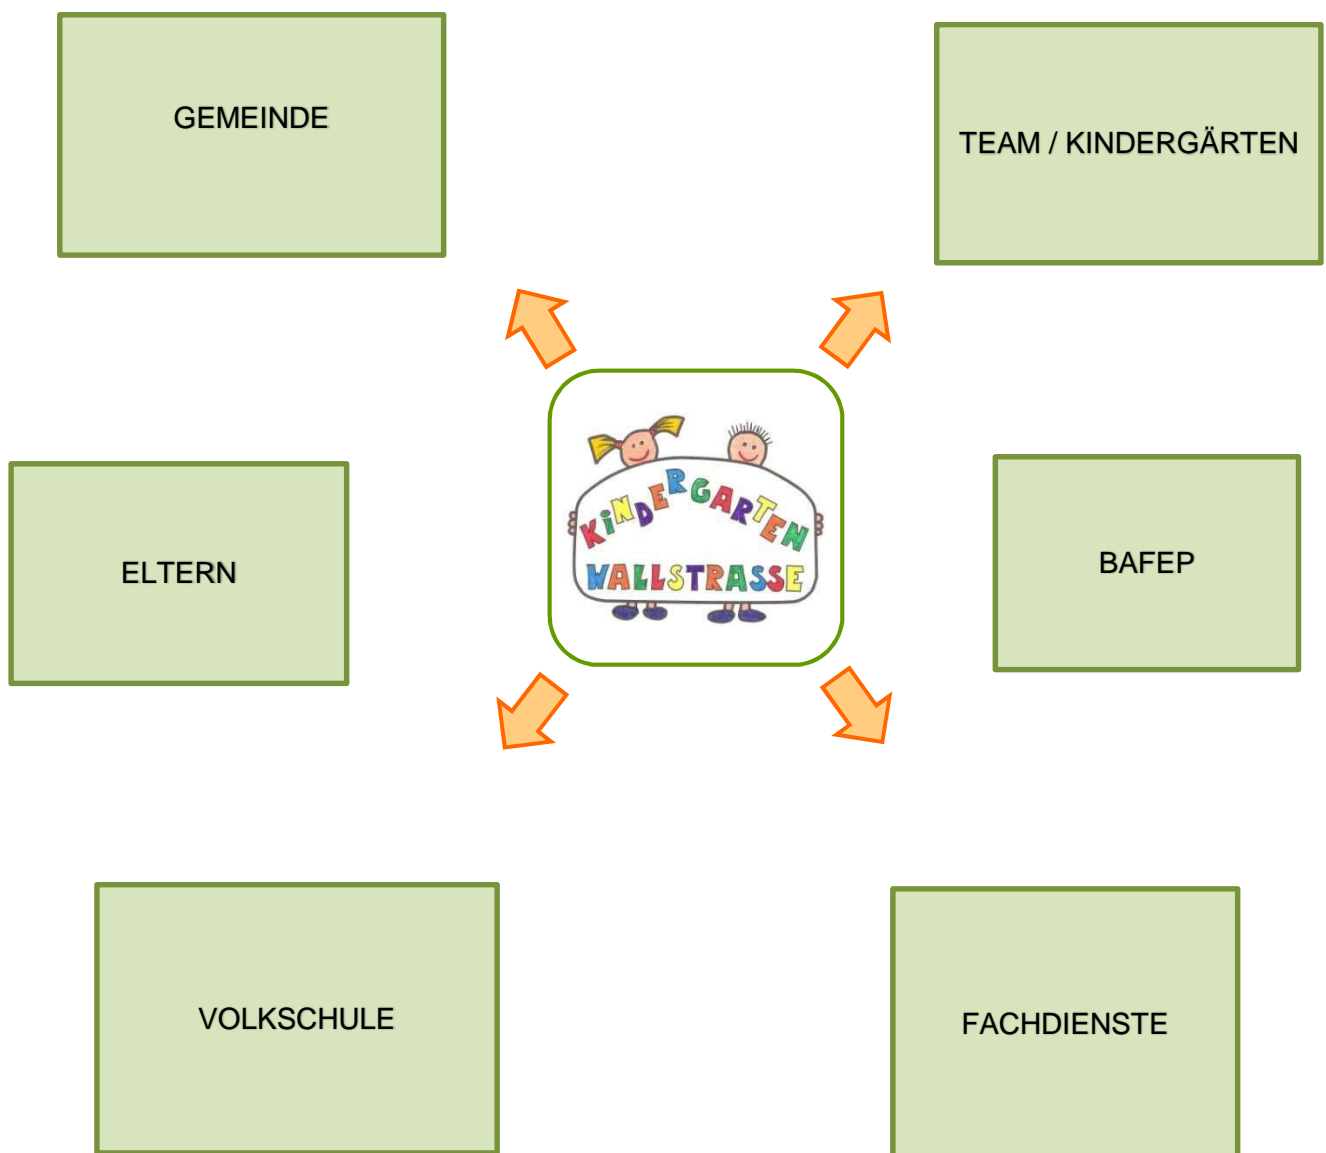 GEMEINDE
TEAM / KINDERGÄRTEN
KiNDERGARTEN
WALLSTRASSE
ELTERN
BAFEP
VOLKSCHULE
FACHDIENSTE